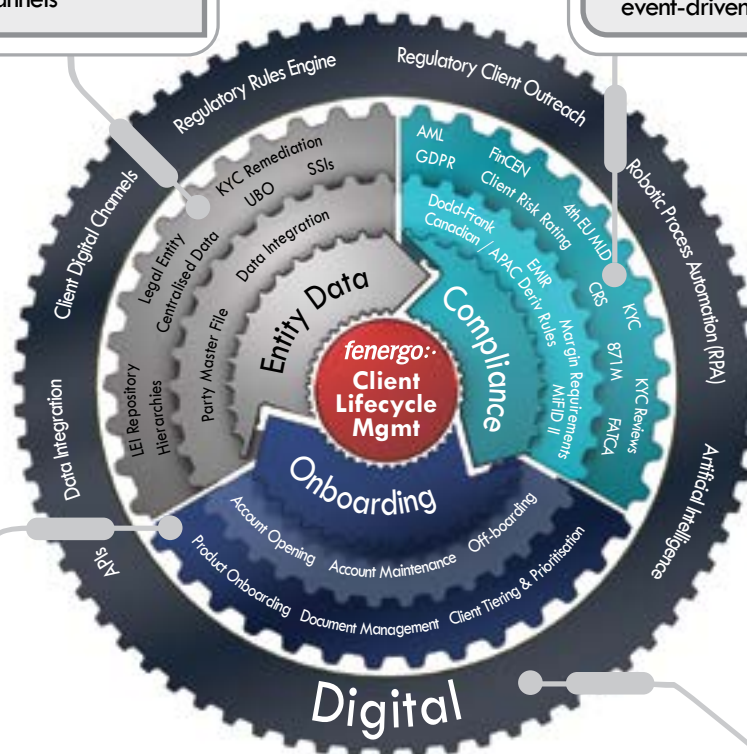 nnels
event-driven
Regulatory Rules Engine
Regulatory Client Outreach
Robotic Process Automation (RPA)
Artificial Intelligence
Client Digital Channels
Data Integration
APIs
Digital
KYC Remediation
UBO
SSIs
Legal Entity
Centralised Data
LEI Repository
Hierarchies
Data Integration
Party Master File
Entity Data
AML
GDPR
FinCEN
Client Risk Rating
4th EU MLD
CRS
KYC
871M
KYC Reviews
FATCA
Dodd-Frank
Canadian / APAC Deriv Rules
EMIR
Margin Requirements
MiFID II
Compliance
fenergo:·
Client
Lifecycle
Mgmt
Onboarding
Account Opening
Account Maintenance
Off-boarding
Product Onboarding
Document Management
Client Tiering & Prioritisation